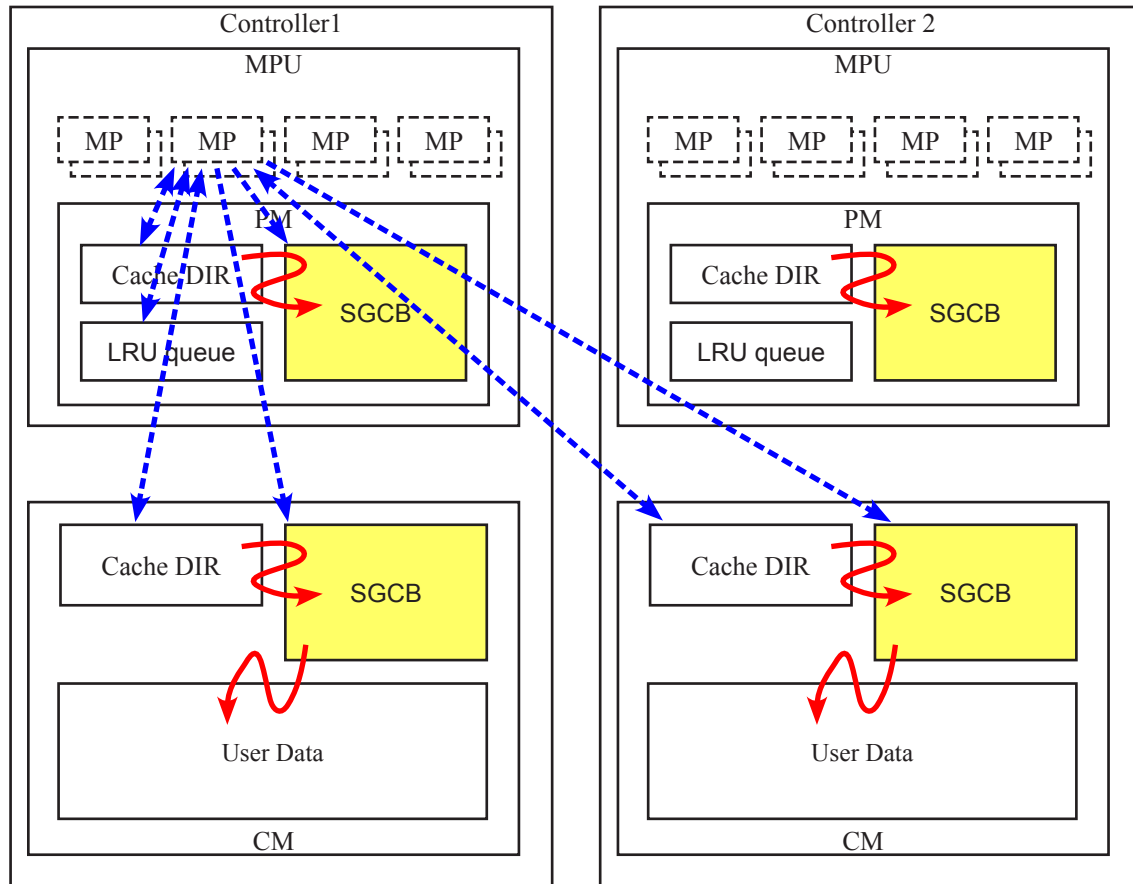 Controller1
MPU
MP MP MP MP
PM
Cache DIR
SGCB
LRU queue
Cache DIR
SGCB
User Data
CM
Controller 2
MPU
MP MP MP MP
PM
Cache DIR
SGCB
LRU queue
Cache DIR
SGCB
User Data
CM